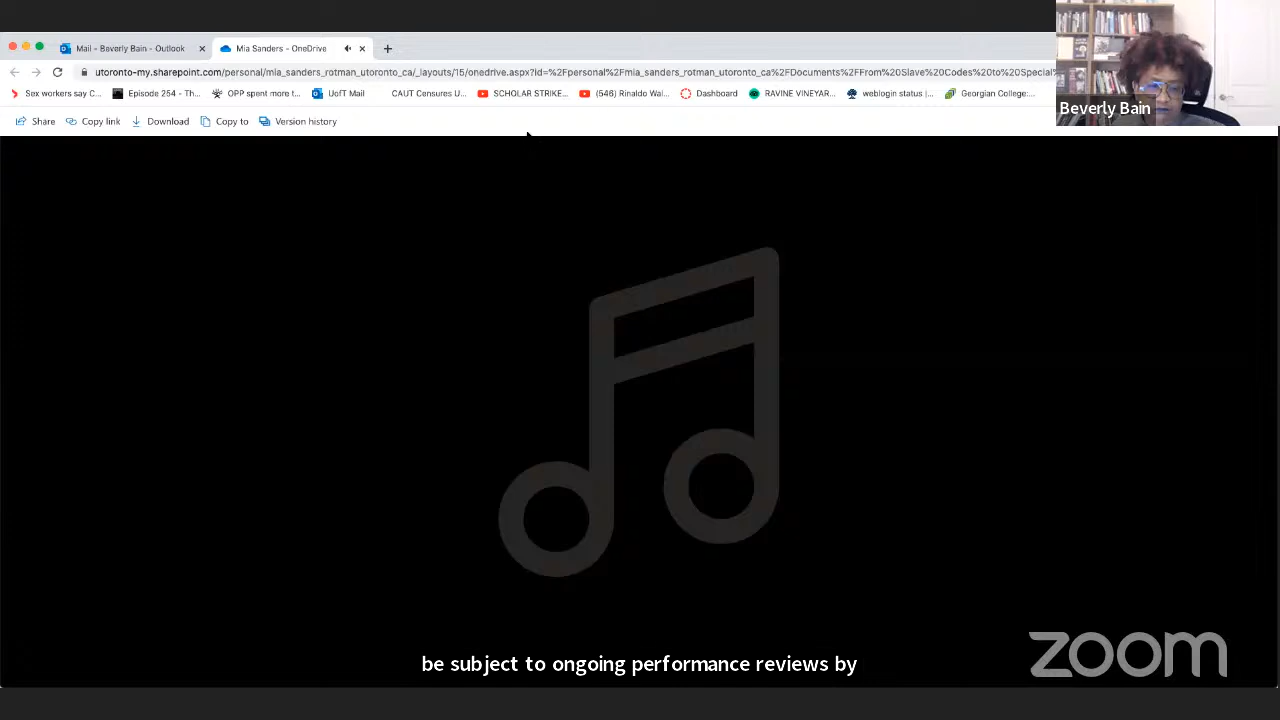 Mail - Beverly Bain - Outlook
Mia Sanders - OneDrive
utoronto-my.sharepoint.com/personal/mia_sanders_rotman_utoronto_ca/_layouts/15/onedrive.aspx?id=%2Fpersonal%2Fmia_sanders_rotman_utoronto_ca%2FDocuments%2FFrom%20Slave%20Codes%20to%20Special
Sex workers say C... Episode 254 - Th... OPP spent more t... UofT Mail CAUT Censures U... SCHOLAR STRIKE... (546) Rinaldo Wal... Dashboard RAVINE VINEYAR... weblogin status |... Georgian College:...
Beverly Bain
Share Copy link Download Copy to Version history
be subject to ongoing performance reviews by
zoom